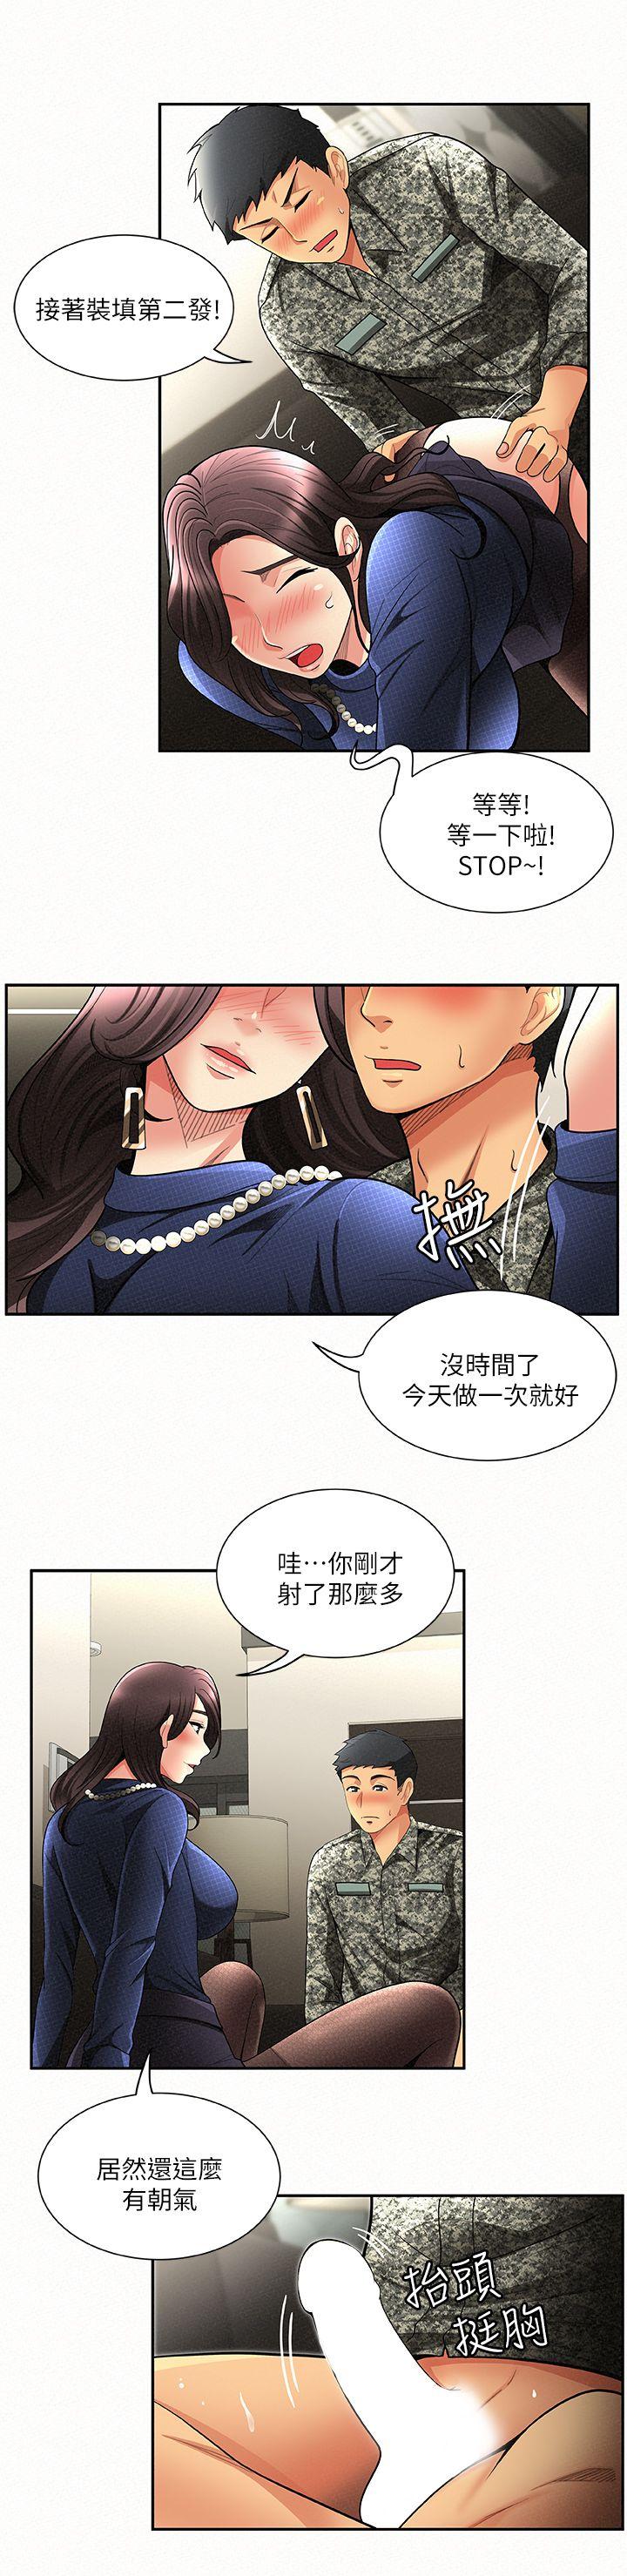 接著裝填第二發!
等等!
等一下啦!
STOP~!
撫
沒時間了
今天做一次就好
哇…你剛才
射了那麼多
居然還這麼
有朝氣
抬頭
挺胸